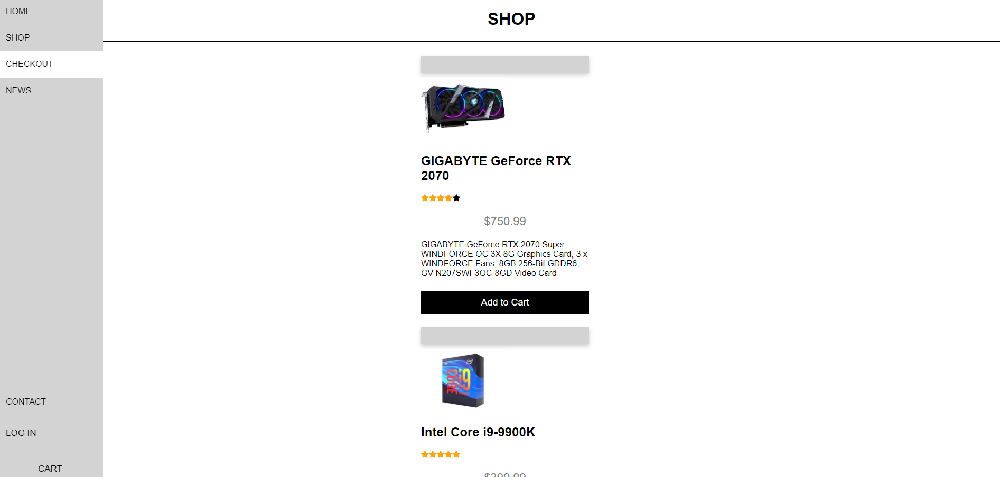 HOME
SHOP
CHECKOUT
NEWS
CONTACT
LOG IN
CART
SHOP
GIGABYTE GeForce RTX
2070
$750.99
GIGABYTE GeForce RTX 2070 Super
WINDFORCE OC 3X 8G Graphics Card, 3 x
WINDFORCE Fans, 8GB 256-Bit GDDR6,
GV-N207SWF3OC-8GD Video Card
Add to Cart
intel
CORE
i9
Intel Core i9-9900K